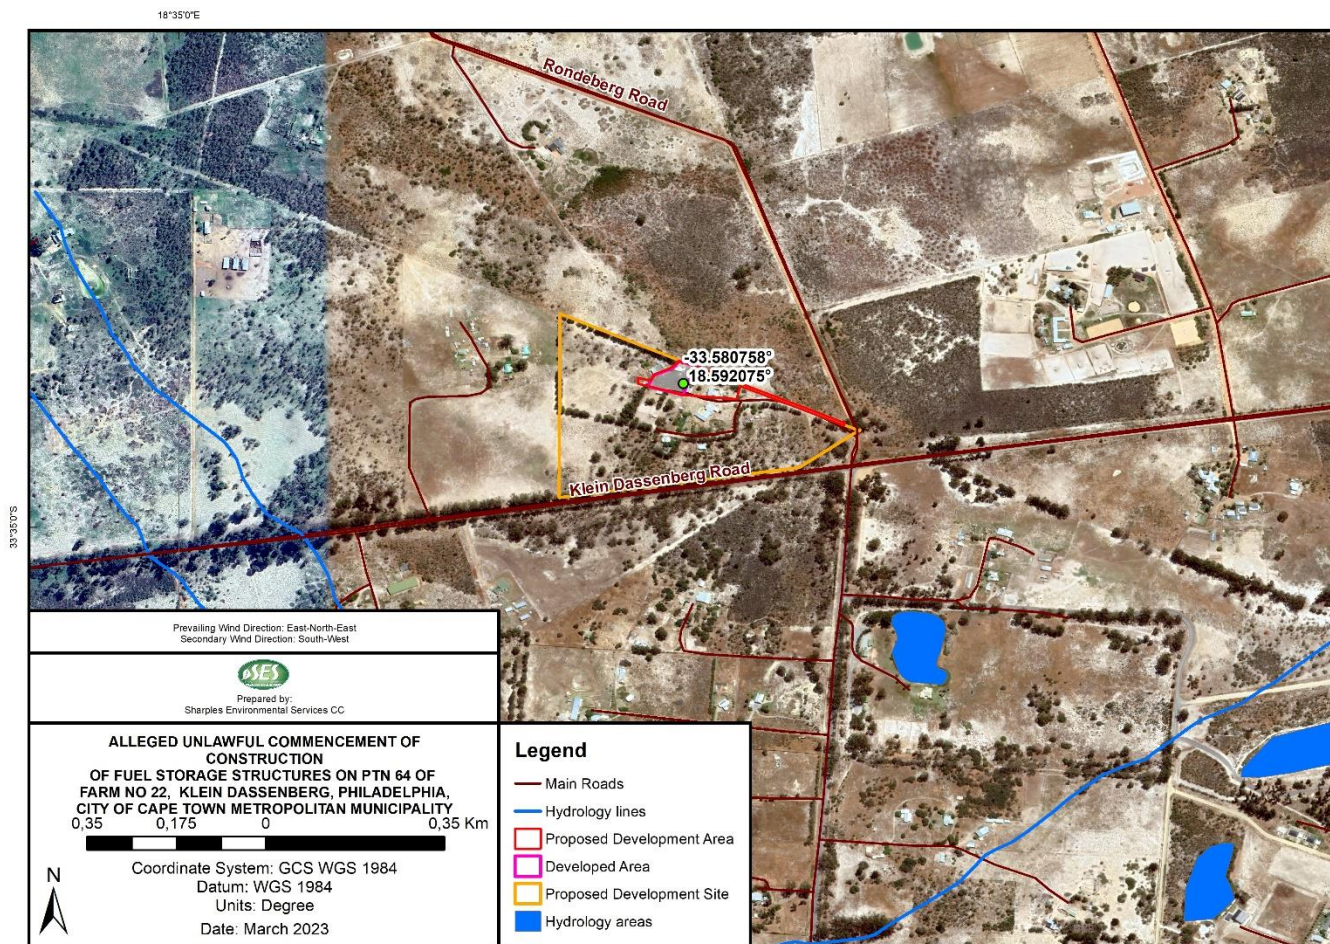 18°35'0"E
Rondeberg Road
-33.580758°
18.592075°
Klein Dassenberg Road
33°35'0"S
Prevailing Wind Direction: East-North-East
Secondary Wind Direction: South-West
SES
Prepared by:
Sharples Environmental Services CC
ALLEGED UNLAWFUL COMMENCEMENT OF
CONSTRUCTION
OF FUEL STORAGE STRUCTURES ON PTN 64 OF
FARM NO 22, KLEIN DASSENBERG, PHILADELPHIA,
CITY OF CAPE TOWN METROPOLITAN MUNICIPALITY
0,35 0,175 0 0,35 Km
Coordinate System: GCS WGS 1984
Datum: WGS 1984
Units: Degree
Date: March 2023
N
Legend
Main Roads
Hydrology lines
Proposed Development Area
Developed Area
Proposed Development Site
Hydrology areas